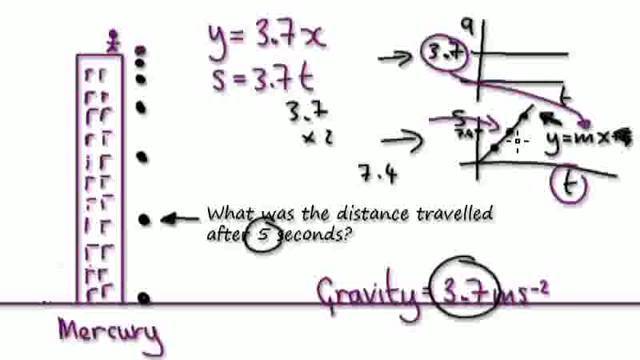 y = 3.7x
s = 3.7t
3.7
x 2
7.4
a
3.7
t
s
7.4
y=mx+c
t
What was the distance travelled
after 5 seconds?
Gravity = 3.7ms⁻²
Mercury